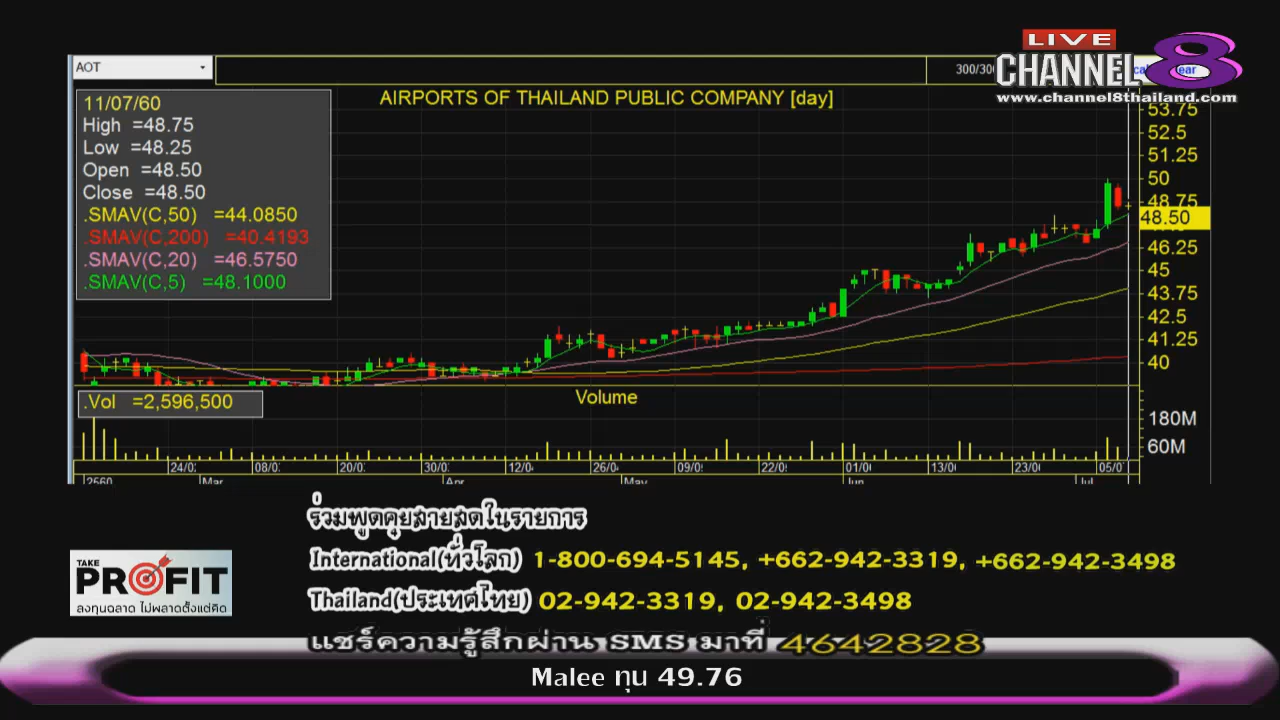 LIVE
CHANNEL 8
www.channel8thailand.com
AOT
300/300
AIRPORTS OF THAILAND PUBLIC COMPANY [day]
11/07/60
High =48.75
Low =48.25
Open =48.50
Close =48.50
.SMAV(C,50) =44.0850
.SMAV(C,200) =40.4193
.SMAV(C,20) =46.5750
.SMAV(C,5) =48.1000
53.75
52.5
51.25
50
48.75
48.50
46.25
45
43.75
42.5
41.25
40
.Vol =2,596,500
Volume
180M
60M
24/0 08/0 20/0 30/0 12/0 26/0 09/0 22/0 01/0 13/0 23/0 05/0
2560 Mar Apr May Jun Jul
ร่วมพูดคุยสายสดในรายการ
International(ทั่วโลก) 1-800-694-5145, +662-942-3319, +662-942-3498
Thailand(ประเทศไทย) 02-942-3319, 02-942-3498
แชร์ความรู้สึกผ่าน SMS มาที่ 4642828
TAKE
PROFIT
ลงทุนฉลาด ไม่พลาดตั้งแต่คิด
Malee ทุน 49.76